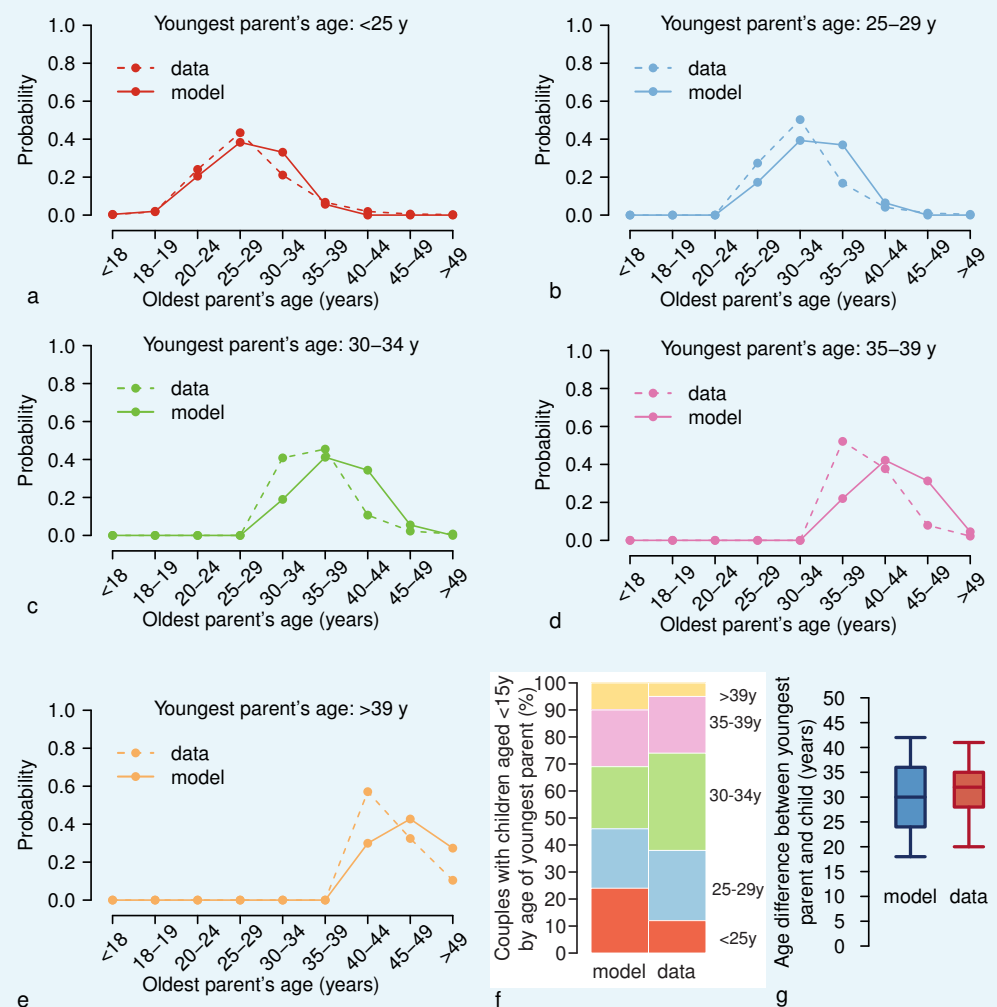 Youngest parent's age: <25 y
1.0
0.8
0.6
0.4
0.2
0.0
Probability
data
model
<18
18–19
20–24
25–29
30–34
35–39
40–44
45–49
>49
Oldest parent's age (years)
a
Youngest parent's age: 25–29 y
1.0
0.8
0.6
0.4
0.2
0.0
Probability
data
model
<18
18–19
20–24
25–29
30–34
35–39
40–44
45–49
>49
Oldest parent's age (years)
b
Youngest parent's age: 30–34 y
1.0
0.8
0.6
0.4
0.2
0.0
Probability
data
model
<18
18–19
20–24
25–29
30–34
35–39
40–44
45–49
>49
Oldest parent's age (years)
c
Youngest parent's age: 35–39 y
1.0
0.8
0.6
0.4
0.2
0.0
Probability
data
model
<18
18–19
20–24
25–29
30–34
35–39
40–44
45–49
>49
Oldest parent's age (years)
d
Youngest parent's age: >39 y
1.0
0.8
0.6
0.4
0.2
0.0
Probability
data
model
<18
18–19
20–24
25–29
30–34
35–39
40–44
45–49
>49
Oldest parent's age (years)
e
Couples with children aged <15y
by age of youngest parent (%)
100
90
80
70
60
50
40
30
20
10
0
>39y
35-39y
30-34y
25-29y
<25y
model
data
f
Age difference between youngest
parent and child (years)
50
45
40
35
30
25
20
15
10
5
0
model
data
g